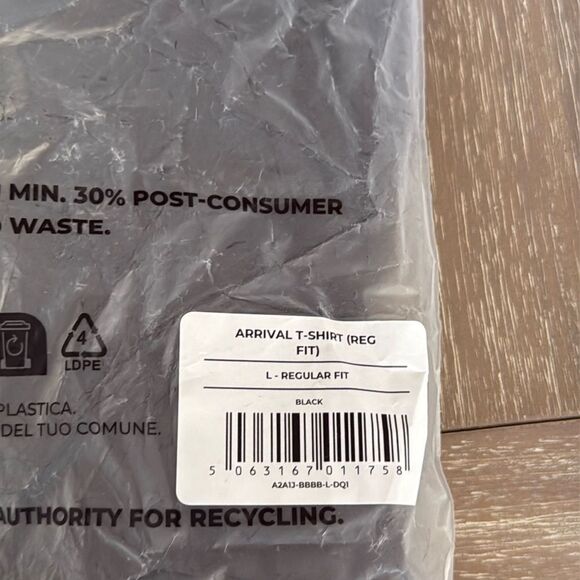 MIN. 30% POST-CONSUMER
WASTE.
4
LDPE
PLASTICA.
DEL TUO COMUNE.
ARRIVAL T-SHIRT (REG
FIT)
L - REGULAR FIT
BLACK
5 063167 011758
A2A1J-BBBB-L-DQ1
AUTHORITY FOR RECYCLING.